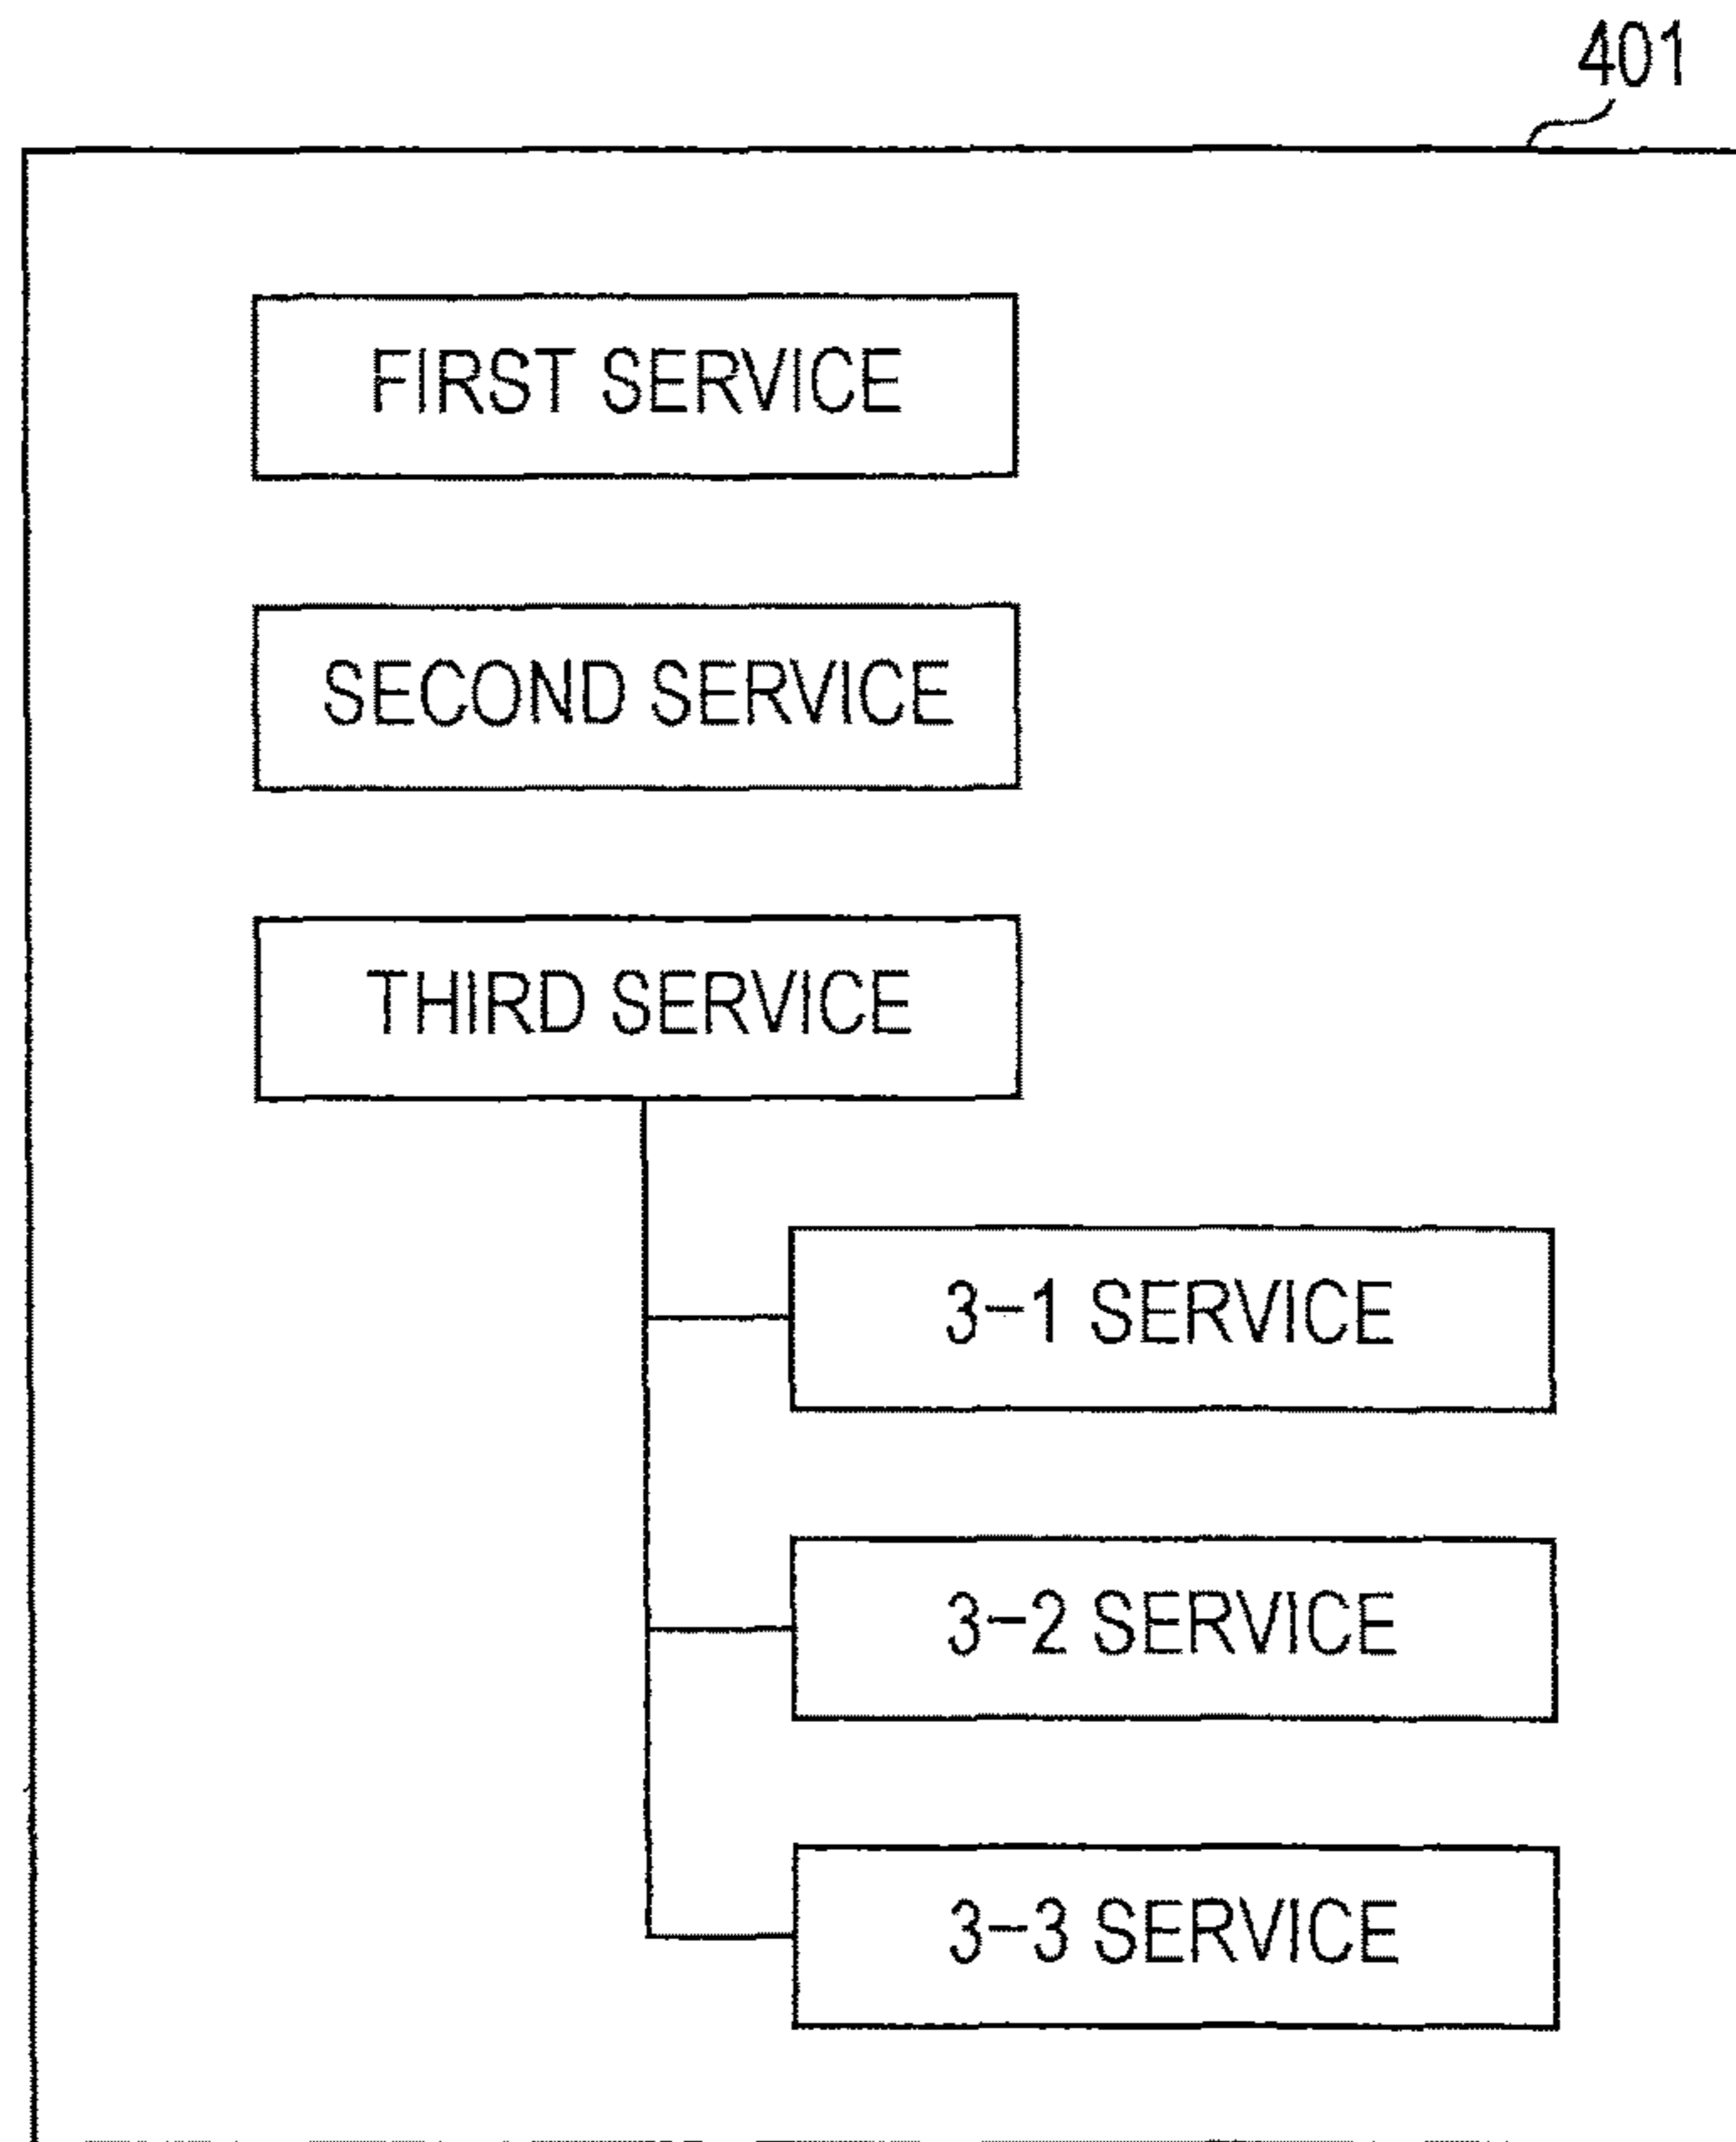 401
FIRST SERVICE
SECOND SERVICE
THIRD SERVICE
3-1 SERVICE
3-2 SERVICE
3-3 SERVICE